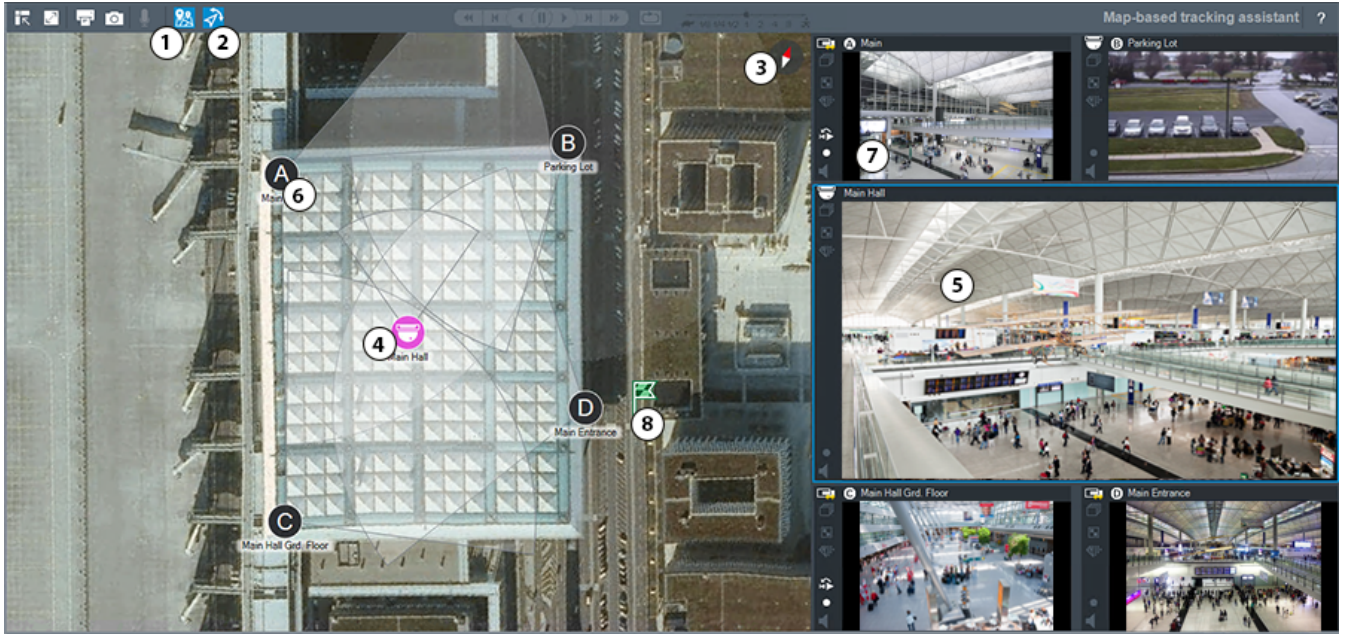 Map-based tracking assistant ?
1
2
3
A Main
B Parking Lot
7
B
Parking Lot
A
6
Main
Main Hall
5
4
Main Hall
8
D
Main Entrance
C
Main Hall Grd. Floor
C Main Hall Grd. Floor
D Main Entrance